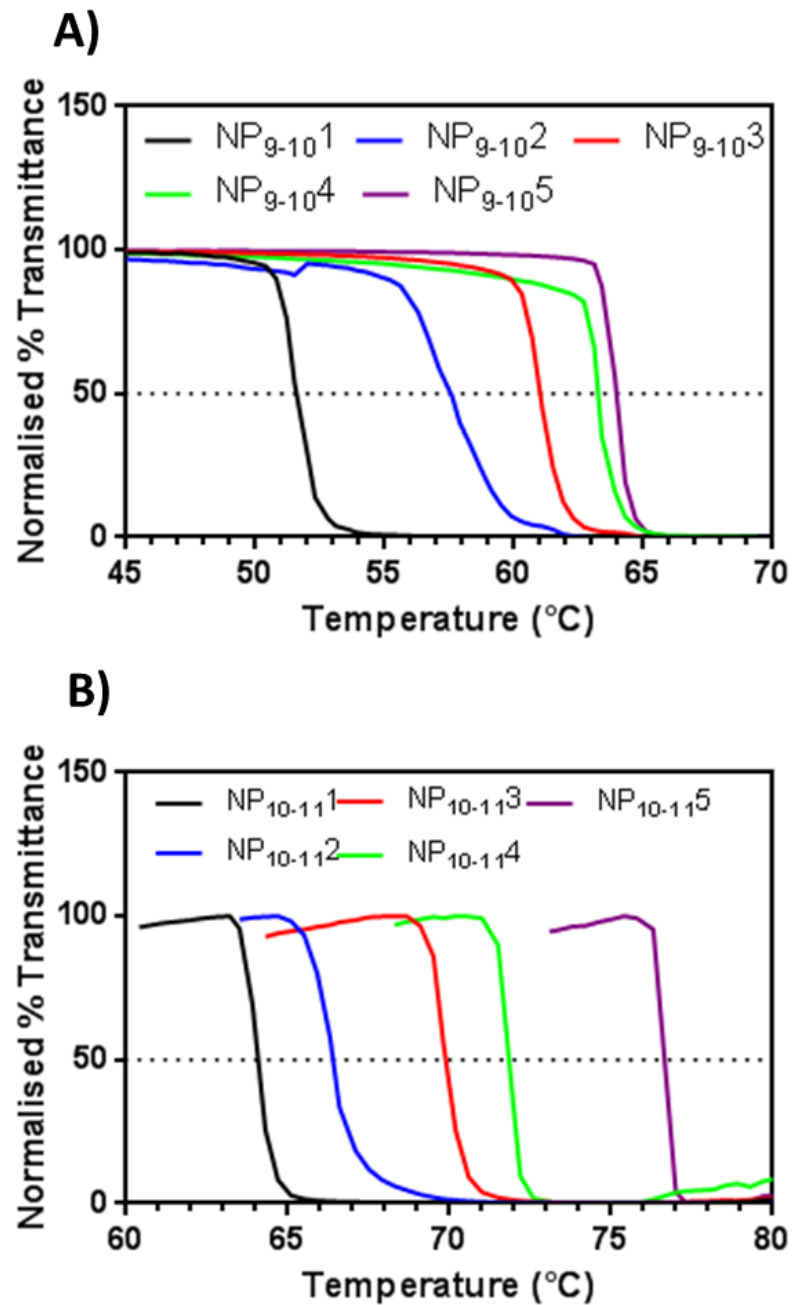 A)
Normalised % Transmittance
150
100
50
0
NP9-101 NP9-102 NP9-103
NP9-104 NP9-105
45 50 55 60 65 70
Temperature (°C)
B)
Normalised % Transmittance
150
100
50
0
NP10-111 NP10-113 NP10-115
NP10-112 NP10-114
60 65 70 75 80
Temperature (°C)